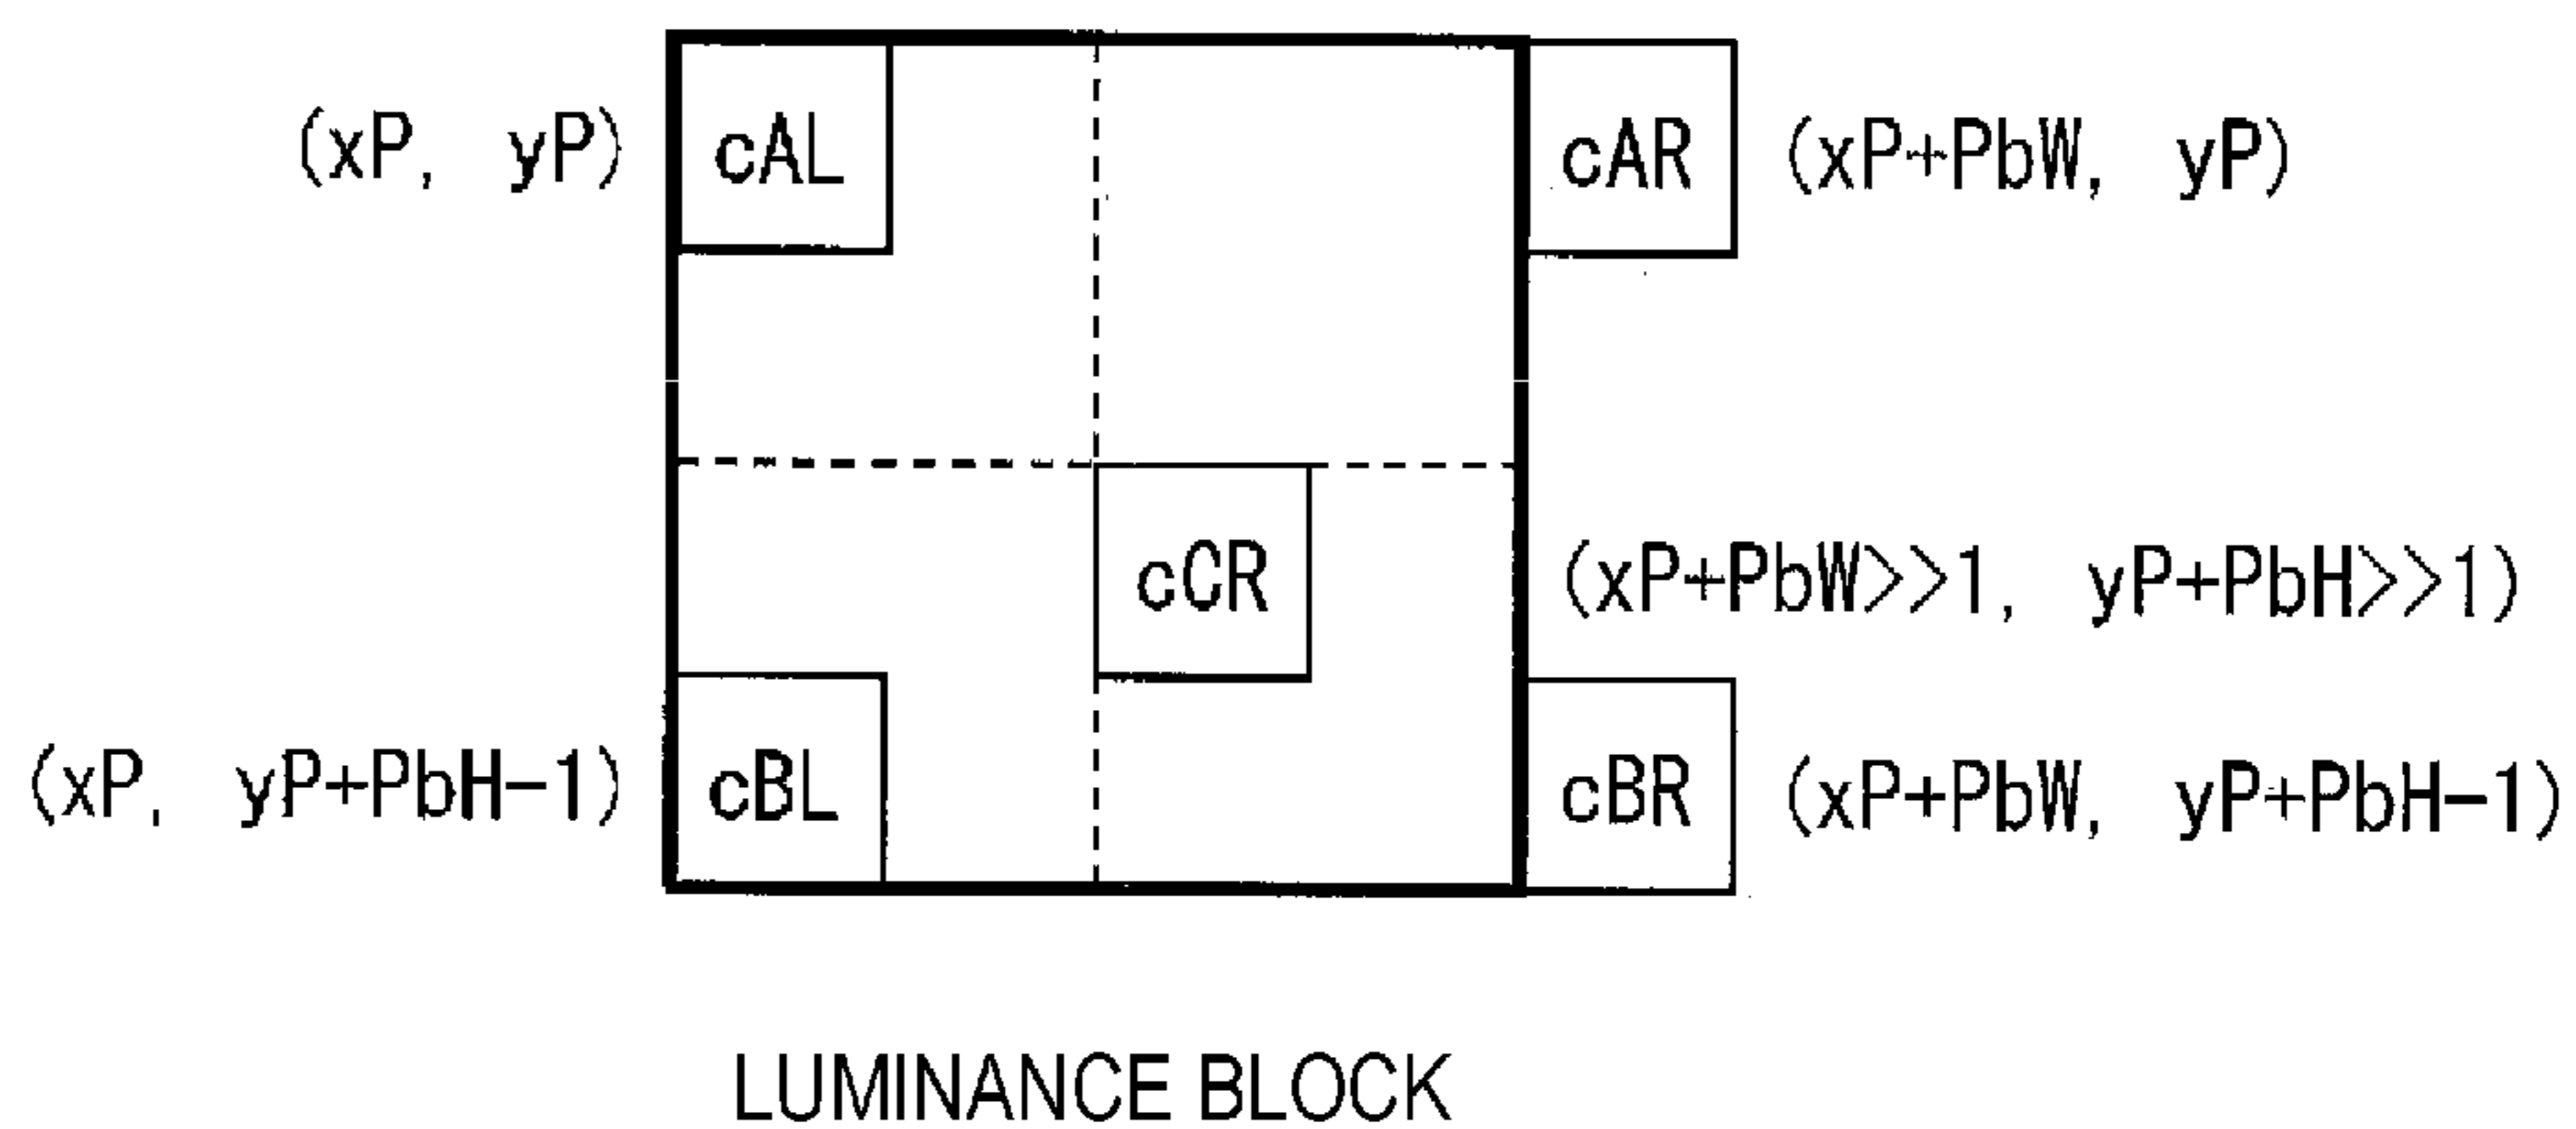 (xP, yP) cAL cAR (xP+PbW, yP)
cCR (xP+PbW>>1, yP+PbH>>1)
(xP, yP+PbH-1) cBL cBR (xP+PbW, yP+PbH-1)
LUMINANCE BLOCK